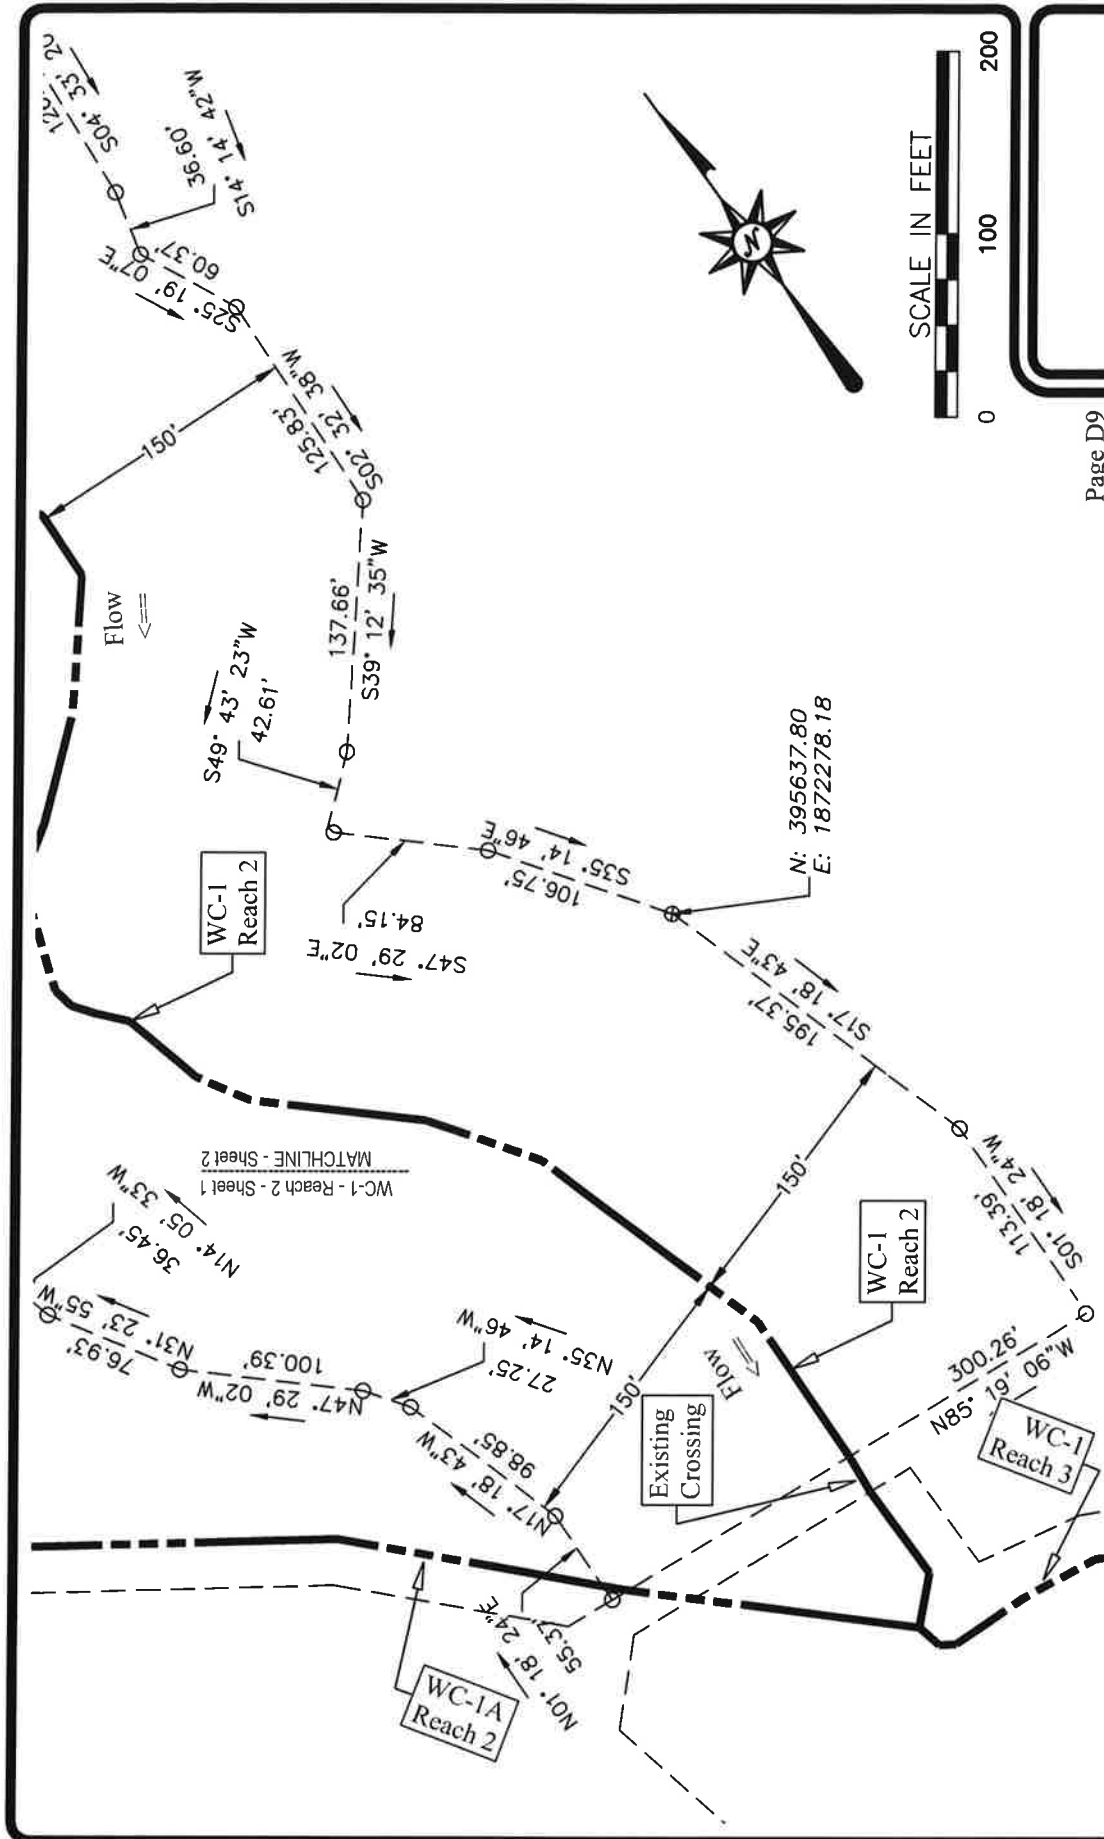 S04° 33'
S14° 14' 42"W
36.60'
S25° 19' 07"E
60.37'
150'
125.83'
S02° 32' 38"W
Flow
137.66'
S39° 12' 35"W
S49° 43' 23"W
42.61'
WC-1
Reach 2
84.15'
S47° 29' 02"E
106.75'
S35° 14' 46"E
N: 395637.80
E: 1872278.18
195.37'
S17° 18' 43"E
150'
113.39'
S01° 18' 24"W
WC-1
Reach 2
300.26'
N85° 19' 06"W
WC-1
Reach 3
Existing
Crossing
Flow
150'
WC-1 - Reach 2 - Sheet 1
MATCHLINE - Sheet 2
N14° 05' 33"W
36.45'
N31° 23' 55"W
76.93'
N47° 29' 02"W
100.39'
N35° 14' 46"W
27.25'
N17° 18' 43"W
98.85'
N01° 18' 24"E
55.37'
WC-1A
Reach 2
N
SCALE IN FEET
0 100 200
Page D9